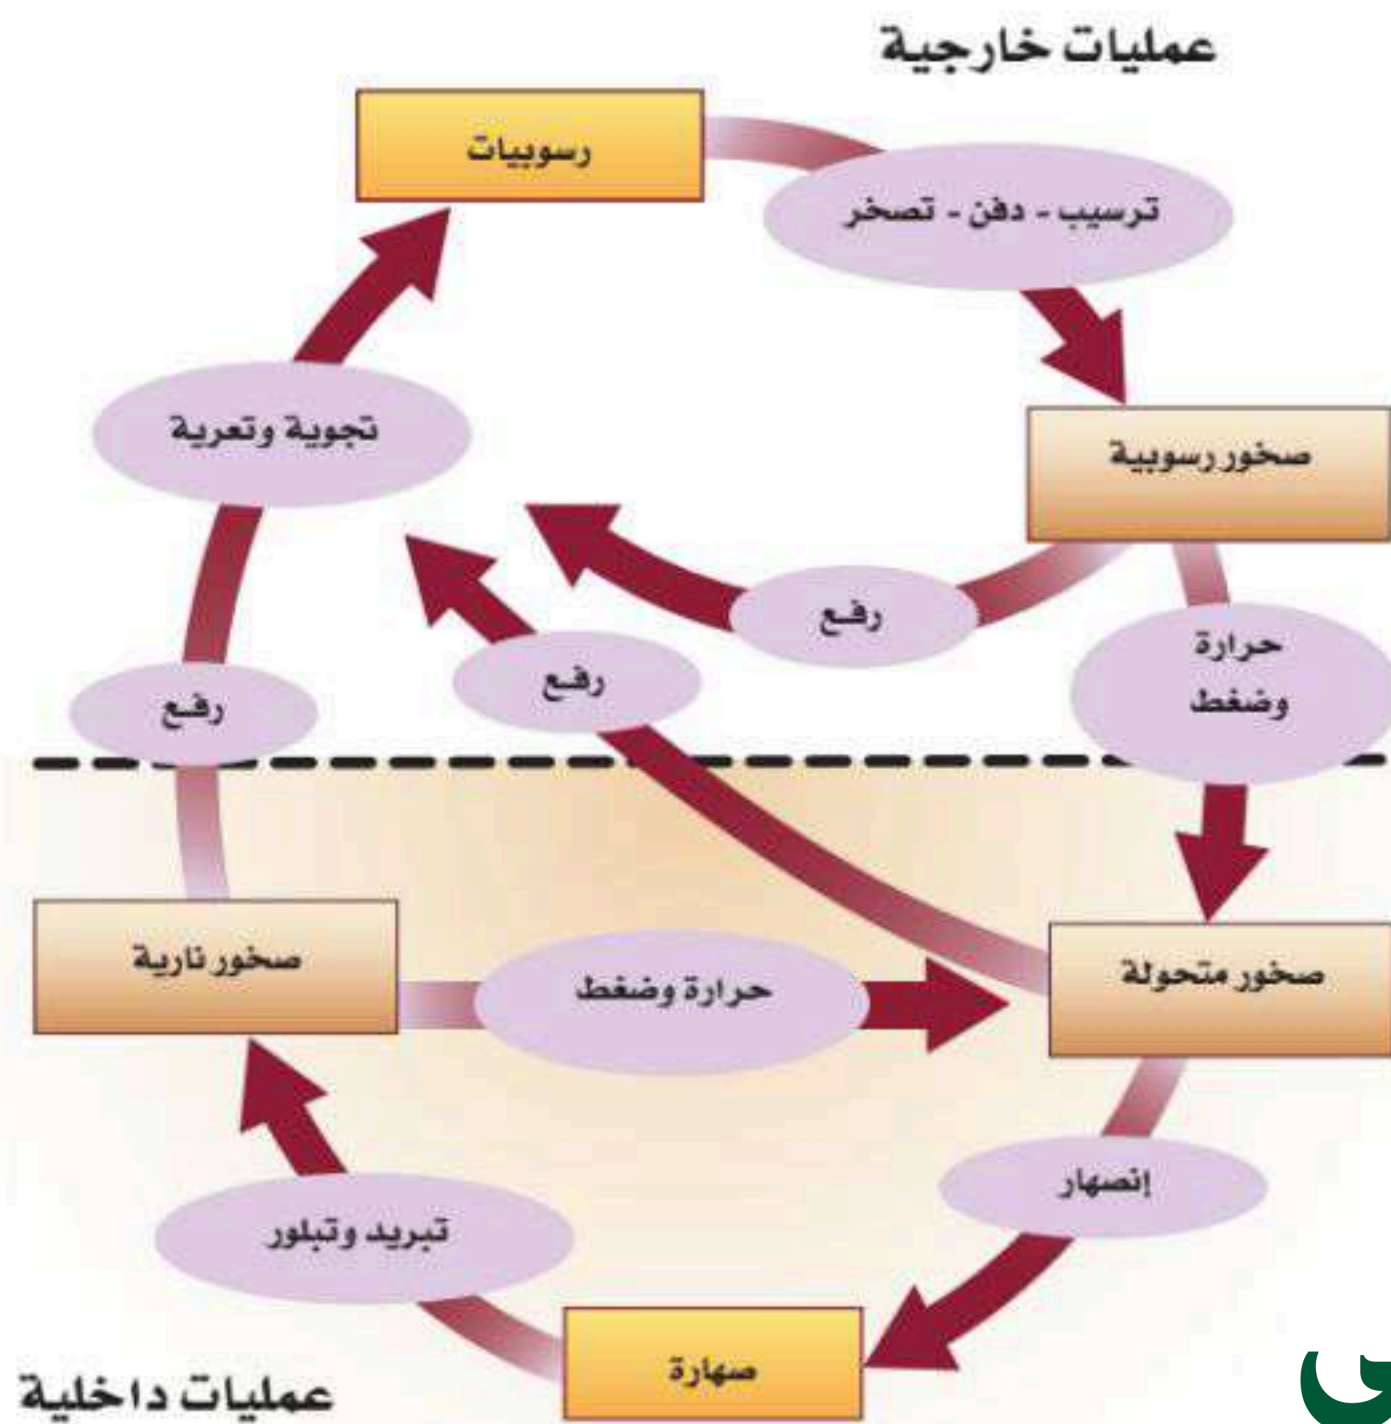 عمليات خارجية
رسوبيات
ترسيب - دفن - تصخر
تجوية وتعرية
صخور رسوبية
رفع
رفع
رفع
حرارة
وضغط
صخور نارية
حرارة وضغط
صخور متحولة
إنصهار
تبريد وتبلور
صهارة
عمليات داخلية